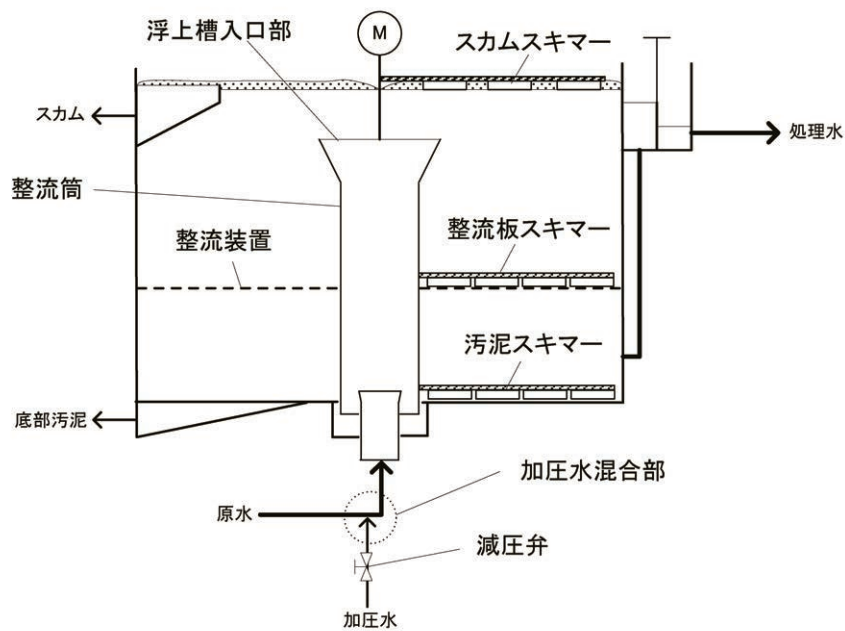 浮上槽入口部
M
スカムスキマー
スカム
処理水
整流筒
整流装置
整流板スキマー
汚泥スキマー
底部汚泥
加圧水混合部
原水
減圧弁
加圧水